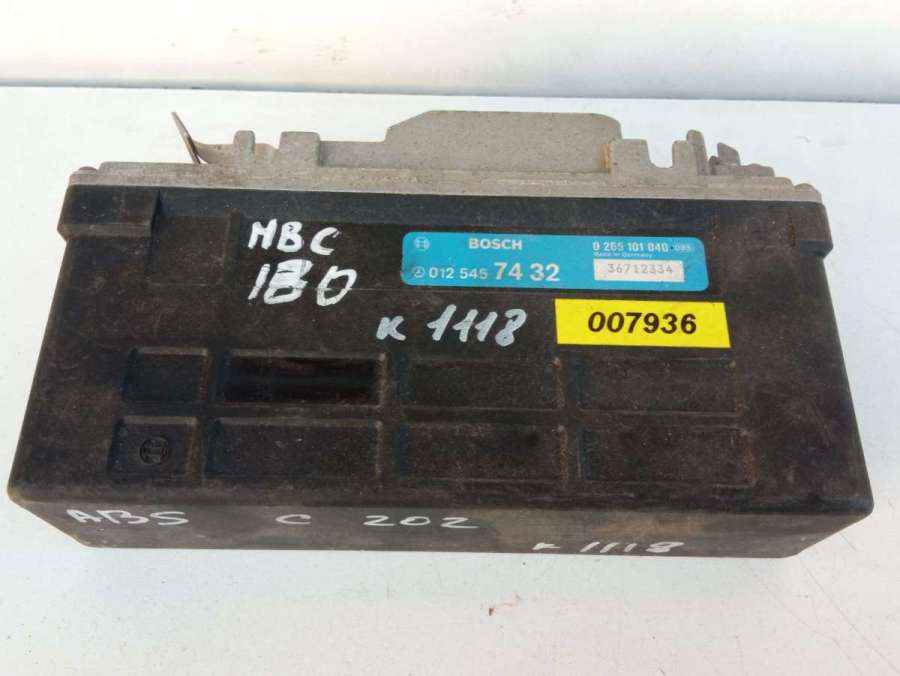 MBC
180
BOSCH
0 265 101 040
Made in Germany
012 545 74 32
36712334
K 1118
007936
ABS C 202
K 1118